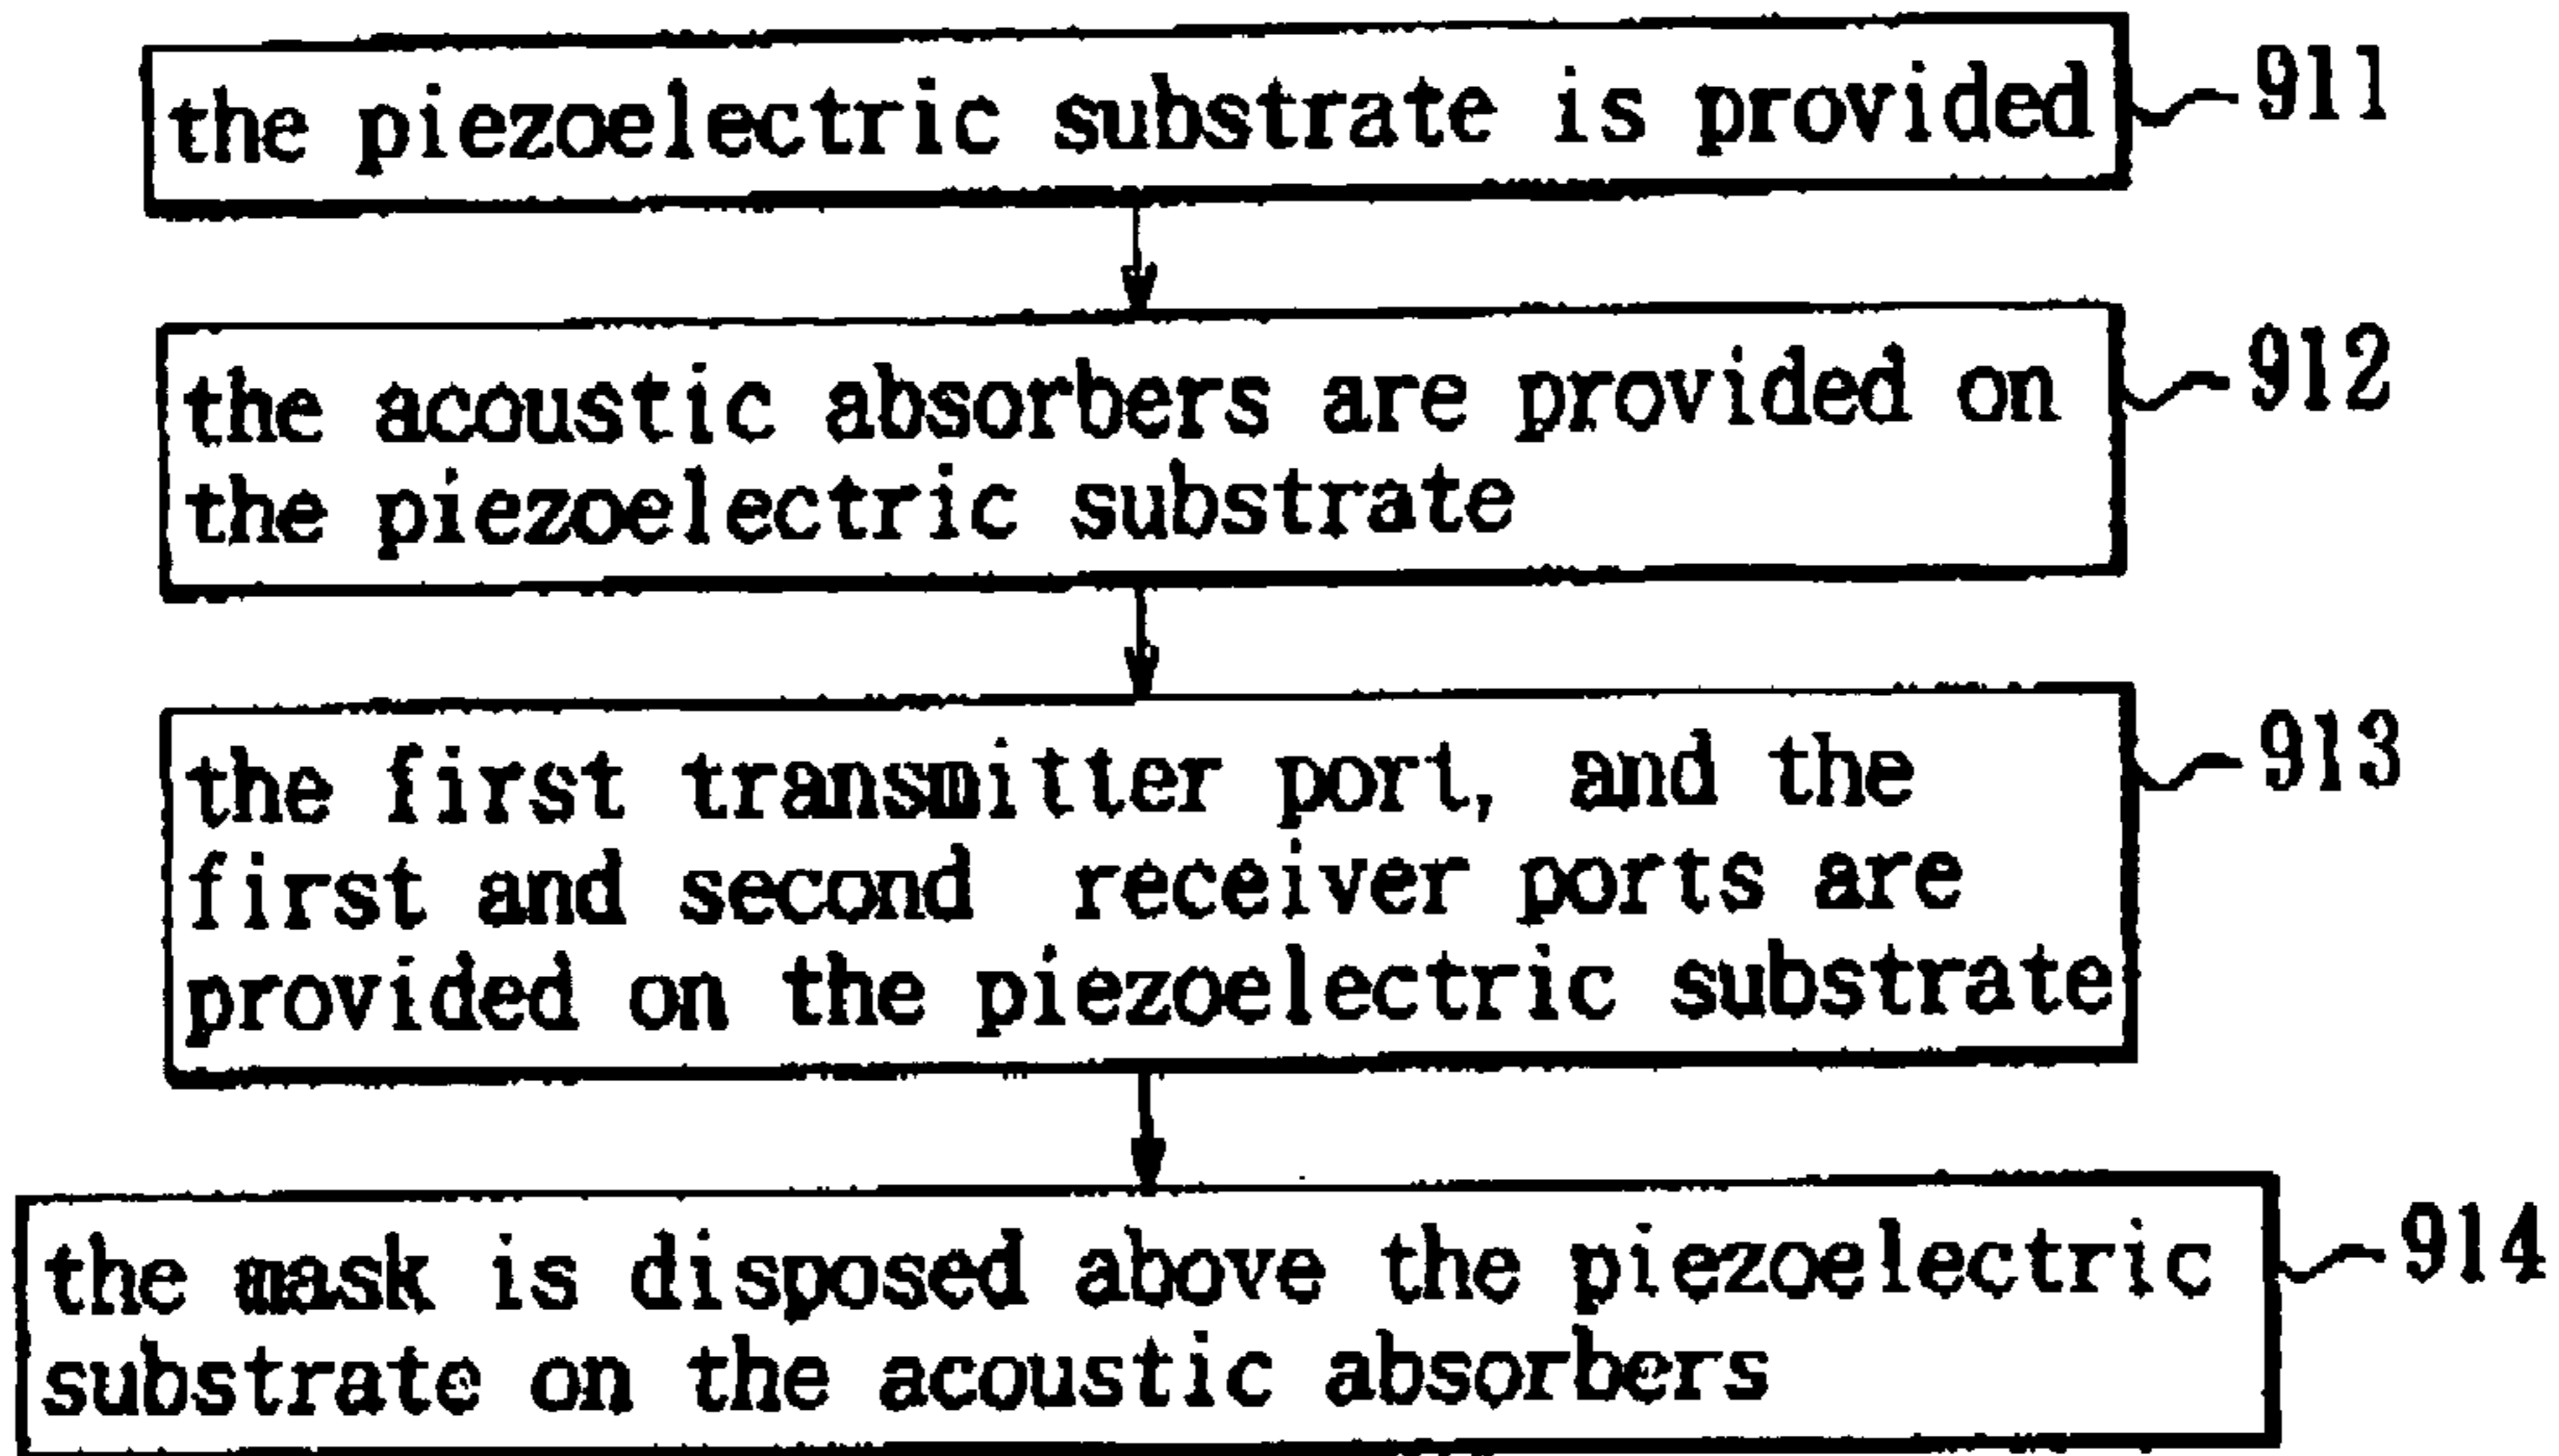 the piezoelectric substrate is provided
911
the acoustic absorbers are provided on
the piezoelectric substrate
912
the first transmitter port, and the
first and second receiver ports are
provided on the piezoelectric substrate
913
the mask is disposed above the piezoelectric
substrate on the acoustic absorbers
914